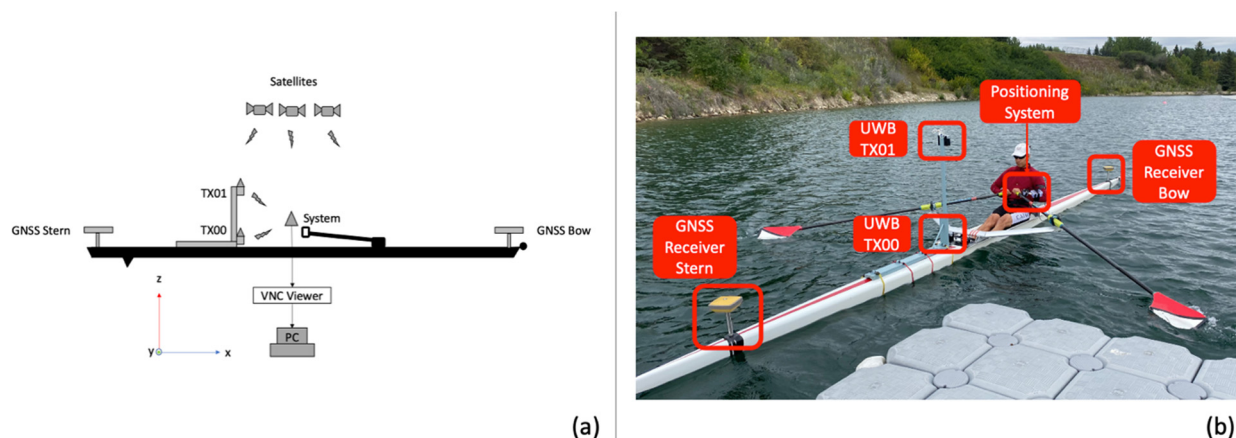 Satellites
TX01
TX00
System
GNSS Stern
GNSS Bow
VNC Viewer
PC
z
y
x
(a)
Positioning
System
UWB
TX01
GNSS
Receiver
Bow
GNSS
Receiver
Stern
UWB
TX00
(b)